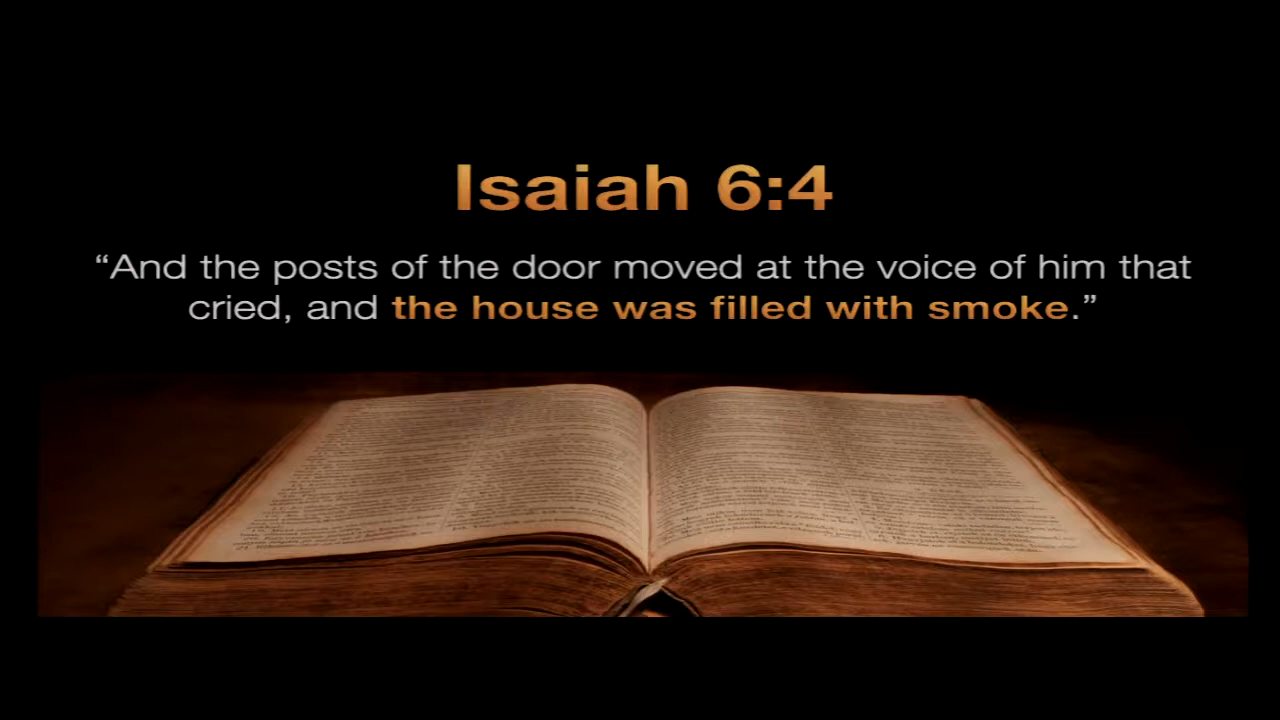 Isaiah 6:4
“And the posts of the door moved at the voice of him that
cried, and the house was filled with smoke.”